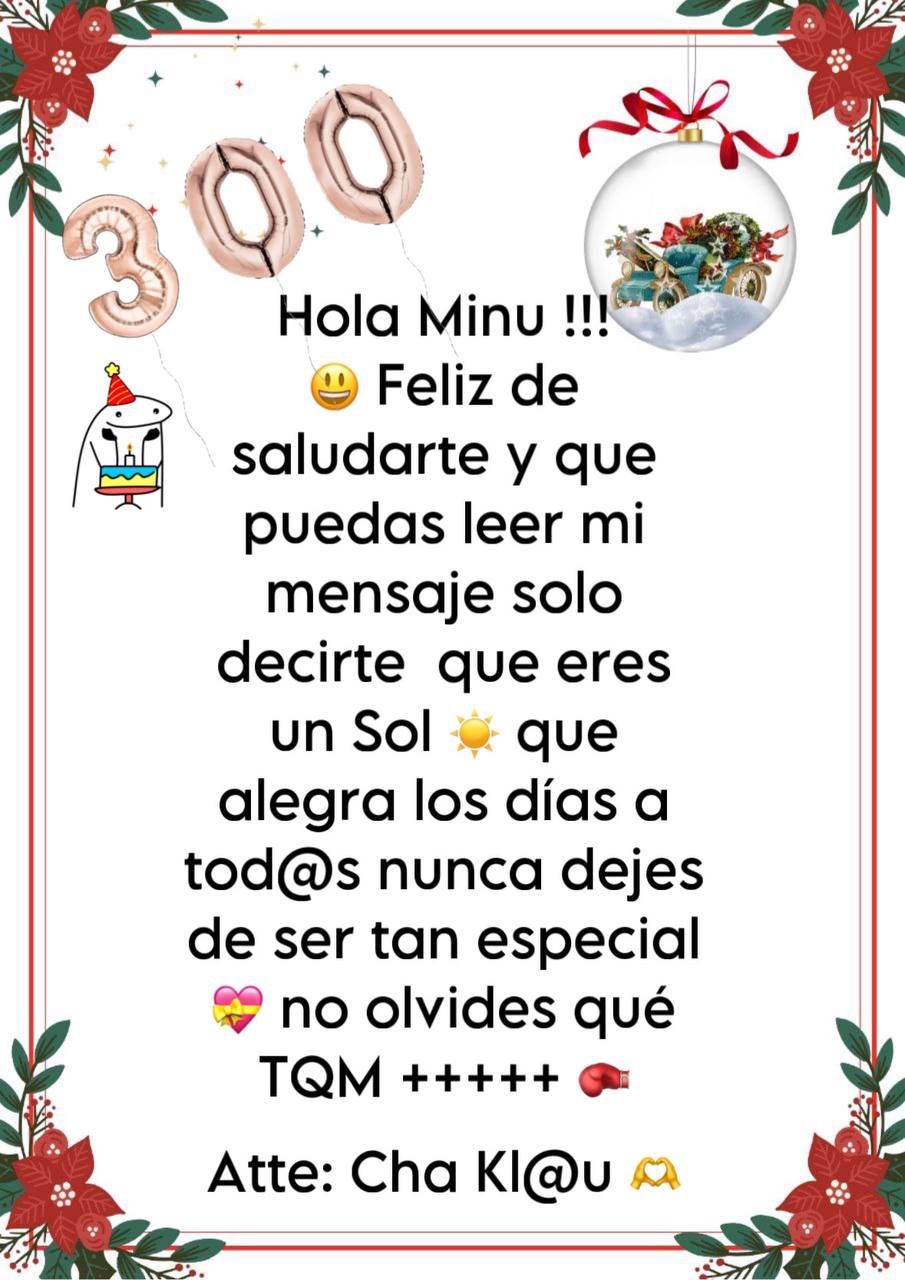 300
Hola Minu !!!
😃 Feliz de
saludarte y que
puedas leer mi
mensaje solo
decirte  que eres
un Sol ☀️ que
alegra los días a
tod@s nunca dejes
de ser tan especial
💝 no olvides qué
TQM +++++ 🥊
Atte: Cha Kl@u 🫶